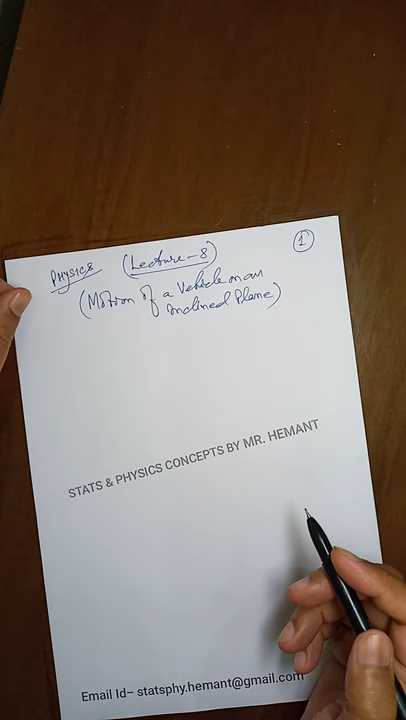 Physics (Lecture-8) 1
(Motion of a Vehicle on an
Inclined Plane)
STATS & PHYSICS CONCEPTS BY MR. HEMANT
Email Id– statsphy.hemant@gmail.com